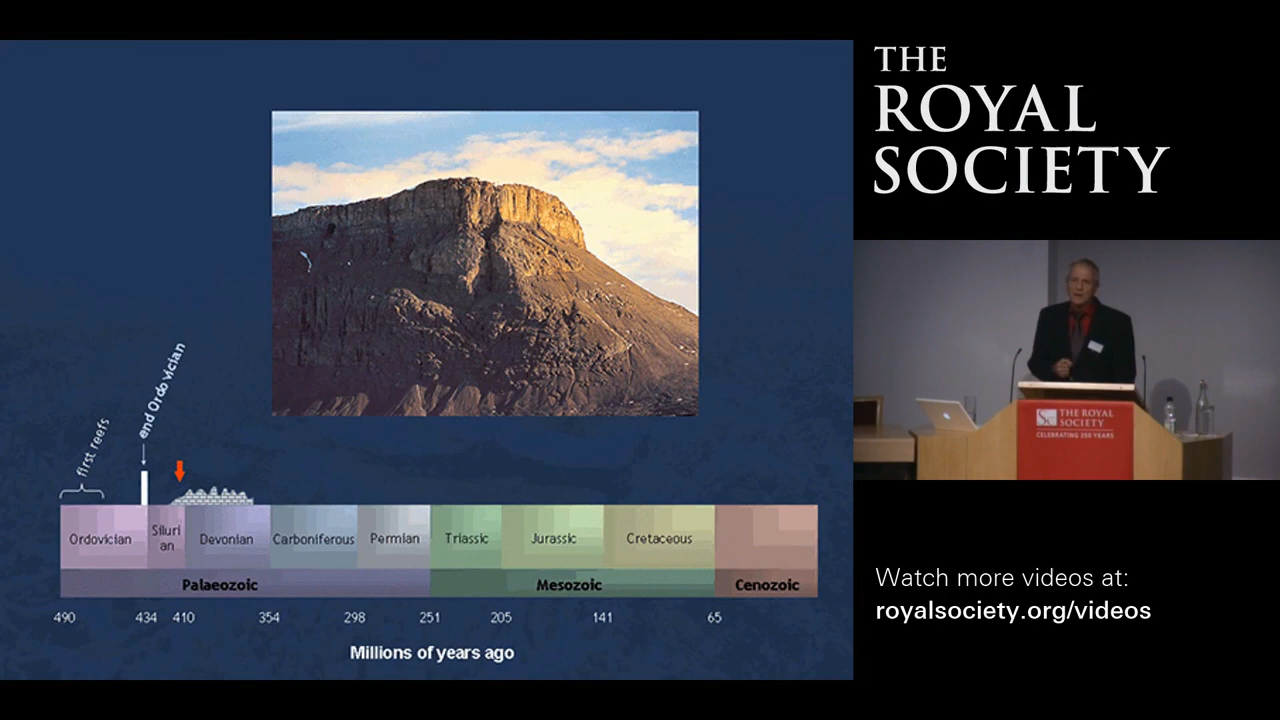 THE
ROYAL
SOCIETY
first reefs
end Ordovician
Ordovician
Siluri
an
Devonian
Carboniferous
Permian
Triassic
Jurassic
Cretaceous
Palaeozoic
Mesozoic
Cenozoic
490
434
410
354
298
251
205
141
65
Millions of years ago
THE ROYAL
SOCIETY
CELEBRATING 350 YEARS
Watch more videos at:
royalsociety.org/videos